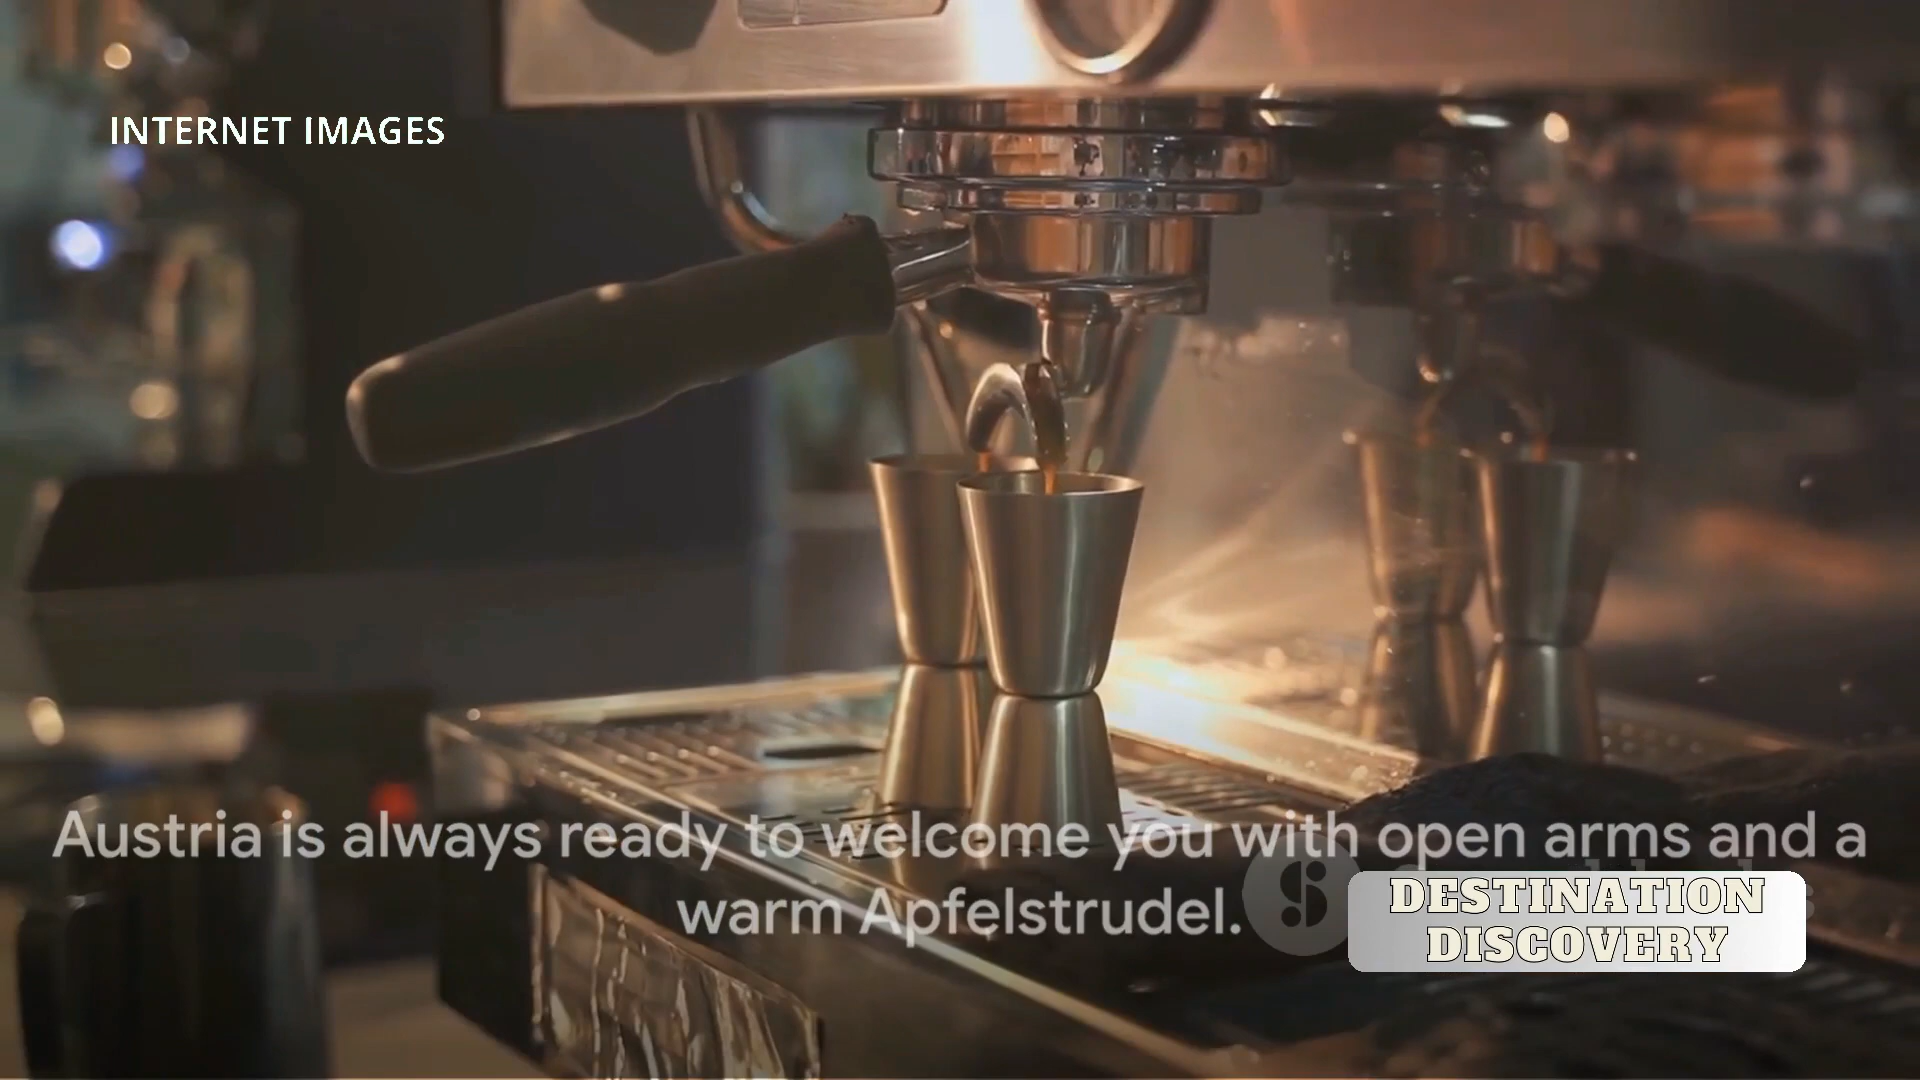 INTERNET IMAGES
Austria is always ready to welcome you with open arms and a
warm Apfelstrudel.
DESTINATION
DISCOVERY